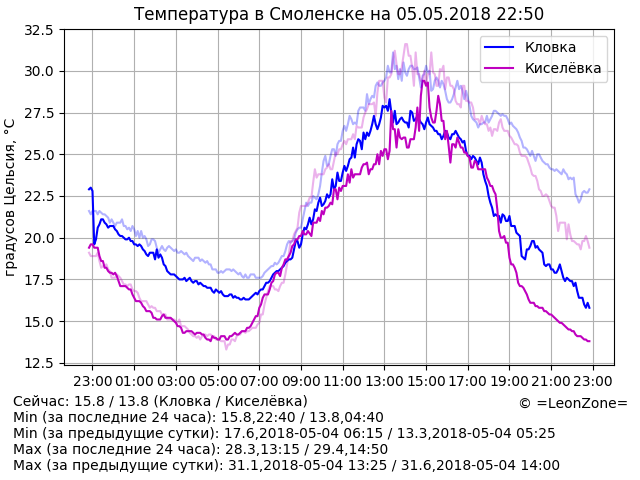 Температура в Смоленске на 05.05.2018 22:50
Кловка
Киселёвка
градусов Цельсия, °C
32.5
30.0
27.5
25.0
22.5
20.0
17.5
15.0
12.5
23:00 01:00 03:00 05:00 07:00 09:00 11:00 13:00 15:00 17:00 19:00 21:00 23:00
Сейчас: 15.8 / 13.8 (Кловка / Киселёвка)
© =LeonZone=
Min (за последние 24 часа): 15.8,22:40 / 13.8,04:40
Min (за предыдущие сутки): 17.6,2018-05-04 06:15 / 13.3,2018-05-04 05:25
Max (за последние 24 часа): 28.3,13:15 / 29.4,14:50
Max (за предыдущие сутки): 31.1,2018-05-04 13:25 / 31.6,2018-05-04 14:00